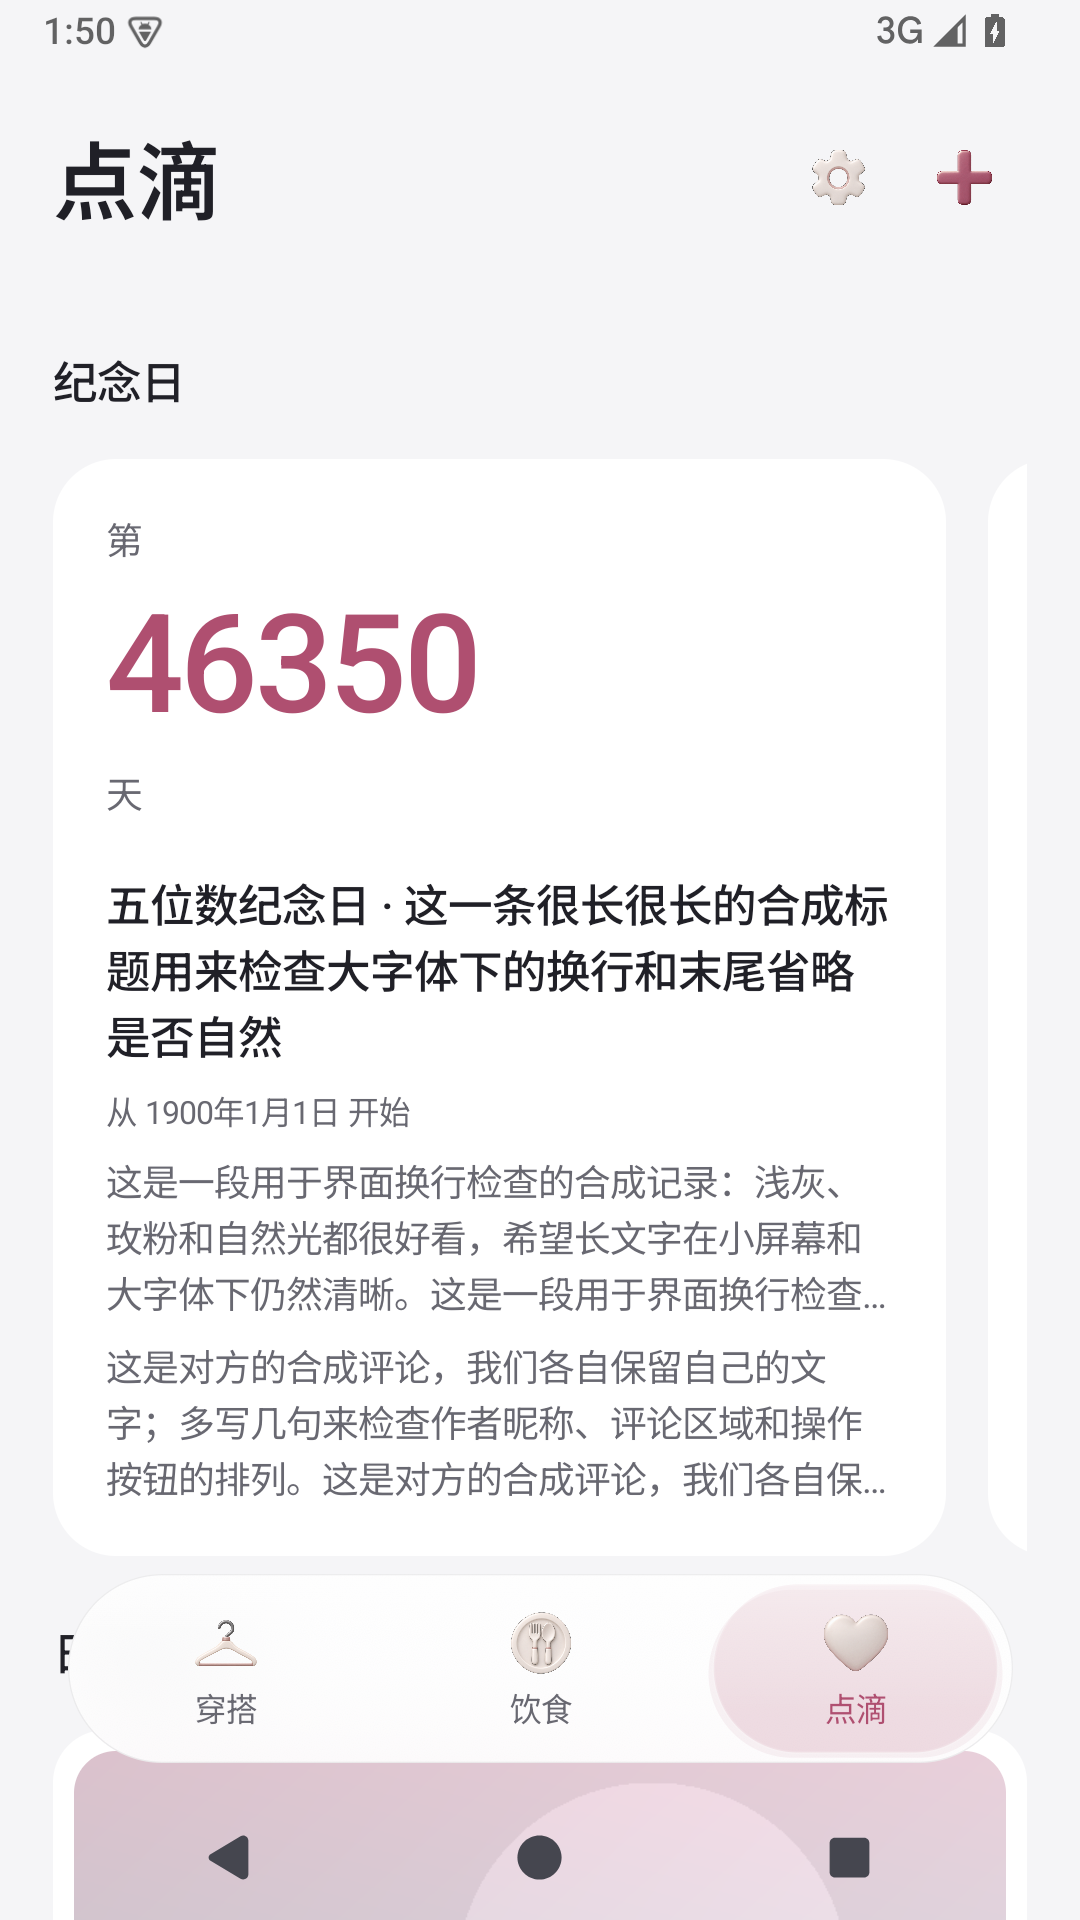 1:50
3G
点滴
纪念日
第
46350
天
五位数纪念日 · 这一条很长很长的合成标
题用来检查大字体下的换行和末尾省略
是否自然
从 1900年1月1日 开始
这是一段用于界面换行检查的合成记录：浅灰、
玫粉和自然光都很好看，希望长文字在小屏幕和
大字体下仍然清晰。这是一段用于界面换行检查…
这是对方的合成评论，我们各自保留自己的文
字；多写几句来检查作者昵称、评论区域和操作
按钮的排列。这是对方的合成评论，我们各自保…
穿搭
饮食
点滴